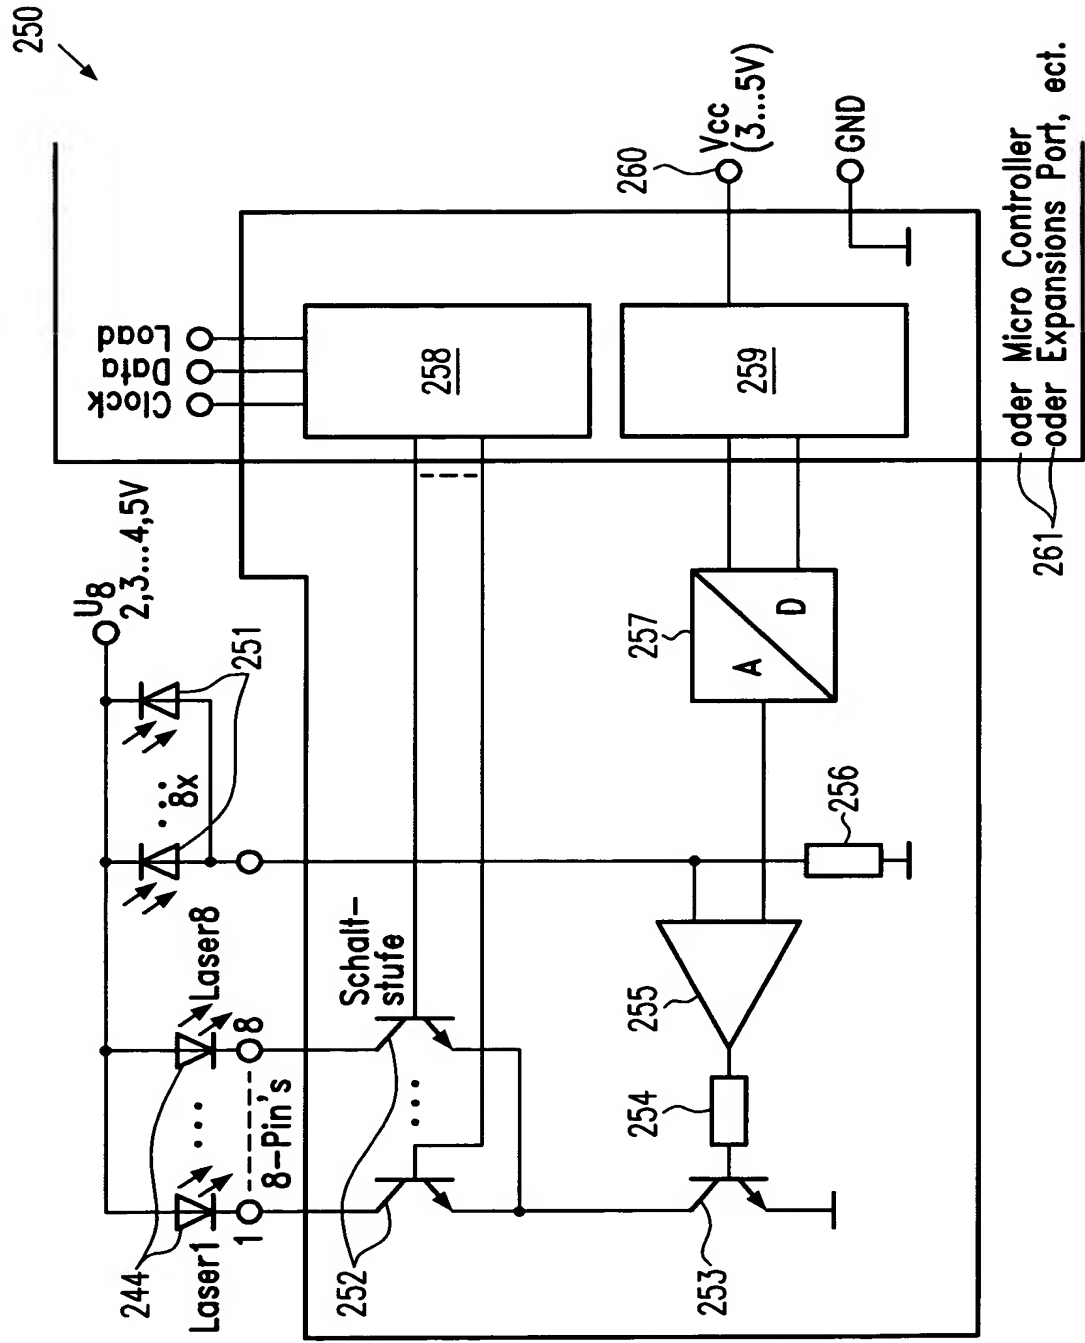 250
Laser1
244
1
8-Pin's
8
Laser8
8x
251
U8
2,3...4,5V
Clock
Data
Load
252
Schalt-
stufe
258
253
254
255
256
257
A
D
259
260
Vcc
(3...5V)
GND
261
oder Micro Controller
oder Expansions Port, ect.